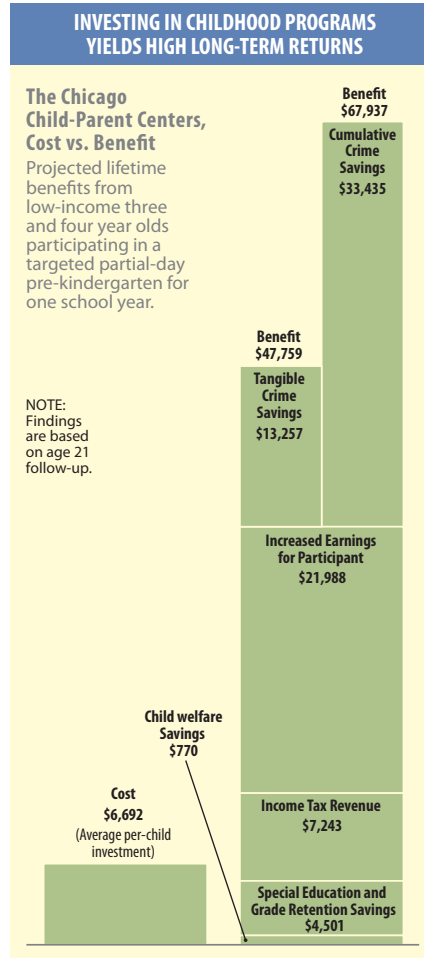 INVESTING IN CHILDHOOD PROGRAMS
YIELDS HIGH LONG-TERM RETURNS
The Chicago
Child-Parent Centers,
Cost vs. Benefit
Projected lifetime
benefits from
low-income three
and four year olds
participating in a
targeted partial-day
pre-kindergarten for
one school year.
NOTE:
Findings
are based
on age 21
follow-up.
Benefit
$67,937
Cumulative
Crime
Savings
$33,435
Benefit
$47,759
Tangible
Crime
Savings
$13,257
Increased Earnings
for Participant
$21,988
Child welfare
Savings
$770
Cost
$6,692
(Average per-child
investment)
Income Tax Revenue
$7,243
Special Education and
Grade Retention Savings
$4,501